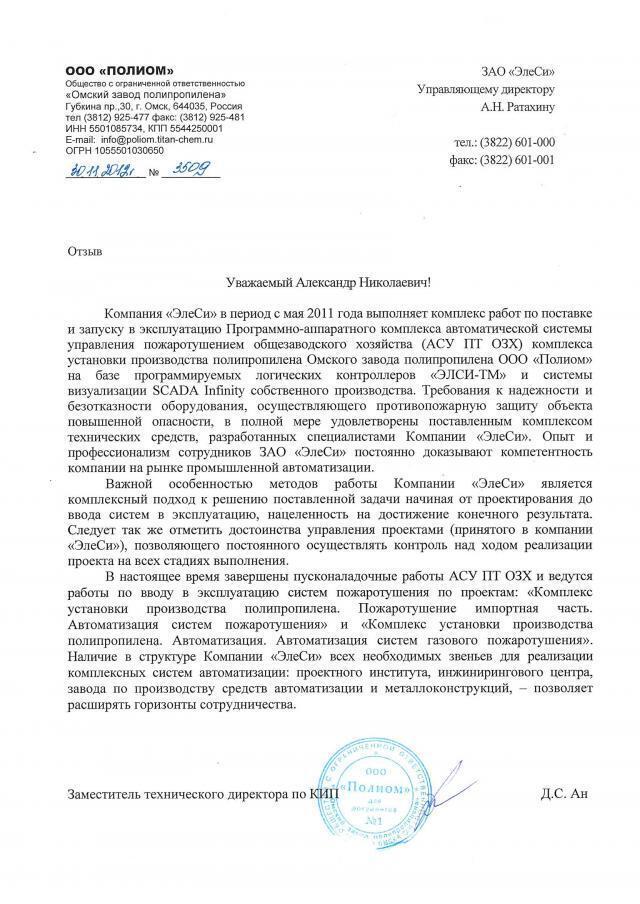 ООО «ПОЛИОМ»
Общество с ограниченной ответственностью
«Омский завод полипропилена»
Губкина пр.,30, г. Омск, 644035, Россия
тел (3812) 925-477 факс: (3812) 925-481
ИНН 5501085734, КПП 5544250001
E-mail: info@poliom.titan-chem.ru
ОГРН 1055501030650
30.11.2012г. № 3509
ЗАО «ЭлеСи»
Управляющему директору
А.Н. Ратахину
тел.: (3822) 601-000
факс: (3822) 601-001
Отзыв
Уважаемый Александр Николаевич!
Компания «ЭлеСи» в период с мая 2011 года выполняет комплекс работ по поставке
и запуску в эксплуатацию Программно-аппаратного комплекса автоматической системы
управления пожаротушением общезаводского хозяйства (АСУ ПТ ОЗХ) комплекса
установки производства полипропилена Омского завода полипропилена ООО «Полиом»
на базе программируемых логических контроллеров «ЭЛСИ-ТМ» и системы
визуализации SCADA Infinity собственного производства. Требования к надежности и
безотказности оборудования, осуществляющего противопожарную защиту объекта
повышенной опасности, в полной мере удовлетворены поставленным комплексом
технических средств, разработанных специалистами Компании «ЭлеСи». Опыт и
профессионализм сотрудников ЗАО «ЭлеСи» постоянно доказывают компетентность
компании на рынке промышленной автоматизации.
Важной особенностью методов работы Компании «ЭлеСи» является
комплексный подход к решению поставленной задачи начиная от проектирования до
ввода систем в эксплуатацию, нацеленность на достижение конечного результата.
Следует так же отметить достоинства управления проектами (принятого в компании
«ЭлеСи»), позволяющего постоянного осуществлять контроль над ходом реализации
проекта на всех стадиях выполнения.
В настоящее время завершены пусконаладочные работы АСУ ПТ ОЗХ и ведутся
работы по вводу в эксплуатацию систем пожаротушения по проектам: «Комплекс
установки производства полипропилена. Пожаротушение импортная часть.
Автоматизация систем пожаротушения» и «Комплекс установки производства
полипропилена. Автоматизация. Автоматизация систем газового пожаротушения».
Наличие в структуре Компании «ЭлеСи» всех необходимых звеньев для реализации
комплексных систем автоматизации: проектного института, инжинирингового центра,
завода по производству средств автоматизации и металлоконструкций, – позволяет
расширять горизонты сотрудничества.
Заместитель технического директора по КИП
Д.С. Ан
ООО
«Полиом»
для
документов
№1